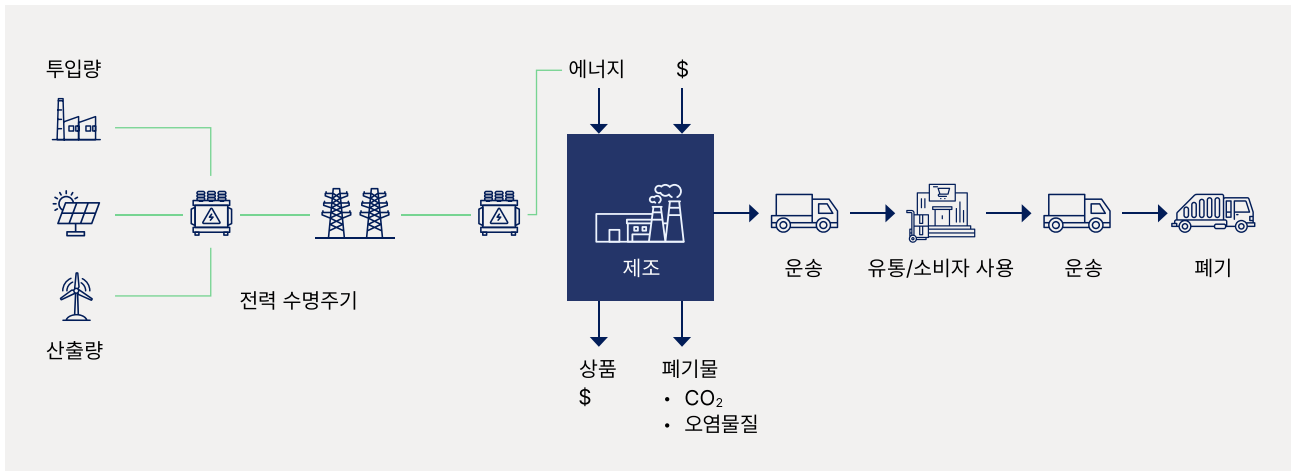 투입량
산출량
전력 수명주기
에너지
$
제조
상품
$
폐기물
• CO₂
• 오염물질
운송
유통/소비자 사용
운송
폐기